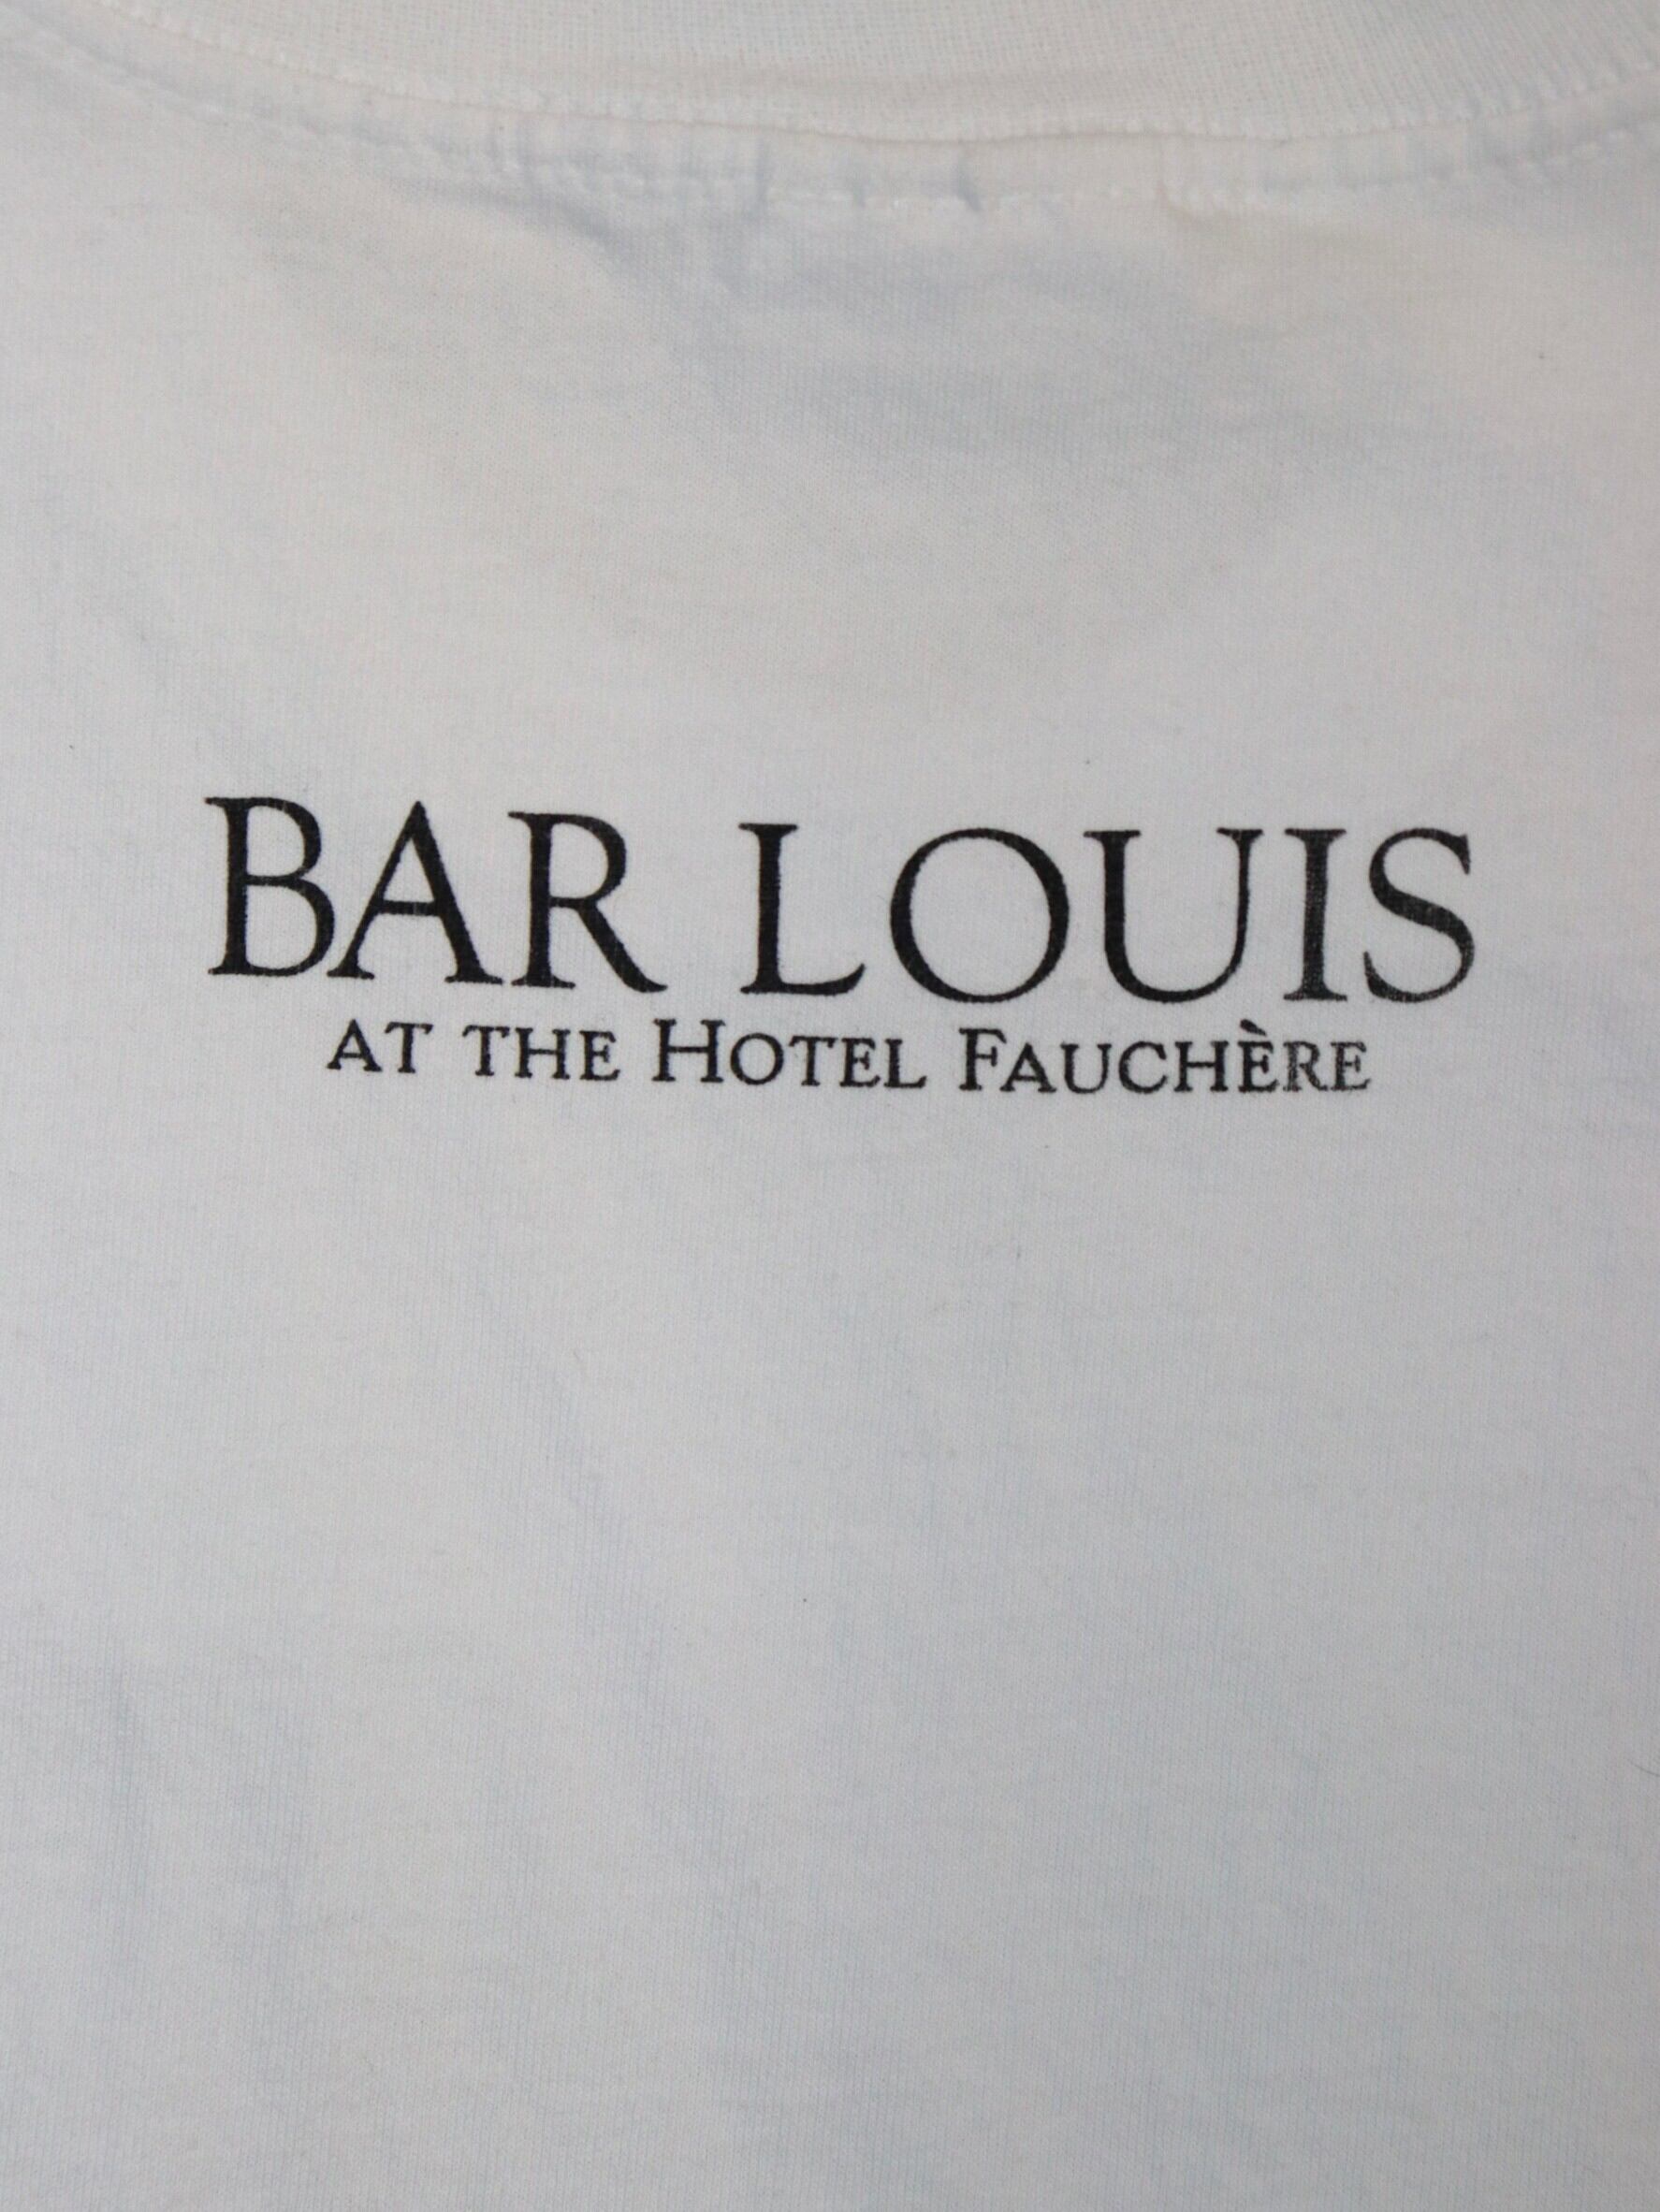 BAR LOUIS
AT THE HOTEL FAUCHÈRE